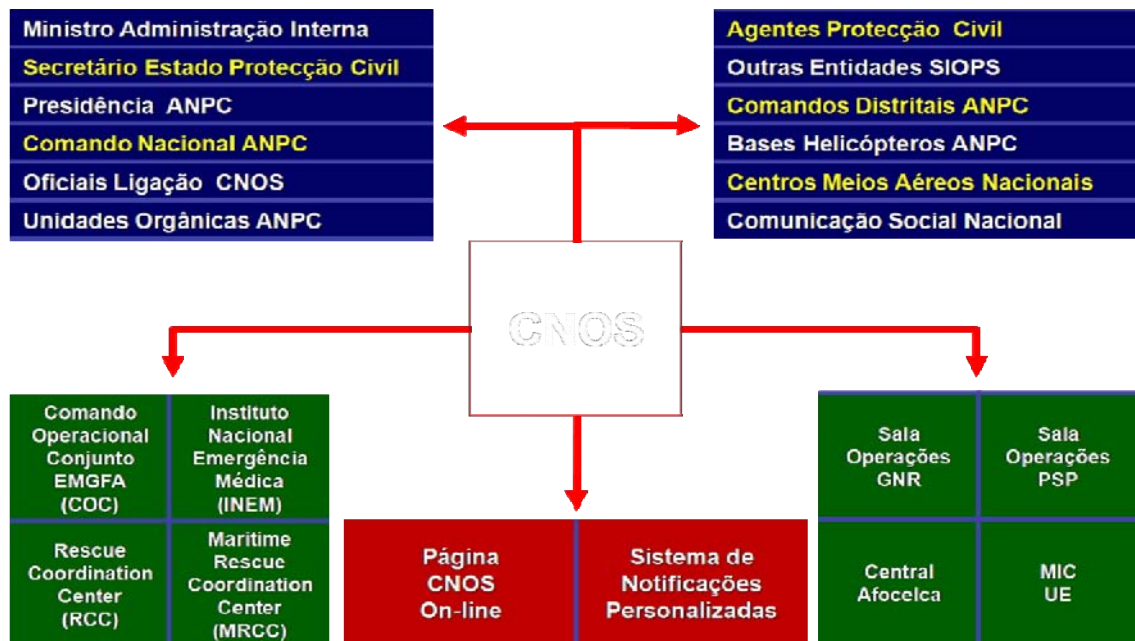 Ministro Administração Interna
Secretário Estado Protecção Civil
Presidência ANPC
Comando Nacional ANPC
Oficiais Ligação CNOS
Unidades Orgânicas ANPC
Agentes Protecção Civil
Outras Entidades SIOPS
Comandos Distritais ANPC
Bases Helicópteros ANPC
Centros Meios Aéreos Nacionais
Comunicação Social Nacional
CNOS
Comando
Operacional
Conjunto
EMGFA
(COC)
Instituto
Nacional
Emergência
Médica
(INEM)
Rescue
Coordination
Center
(RCC)
Maritime
Rescue
Coordination
Center
(MRCC)
Página
CNOS
On-line
Sistema de
Notificações
Personalizadas
Sala
Operações
GNR
Sala
Operações
PSP
Central
Afocelca
MIC
UE